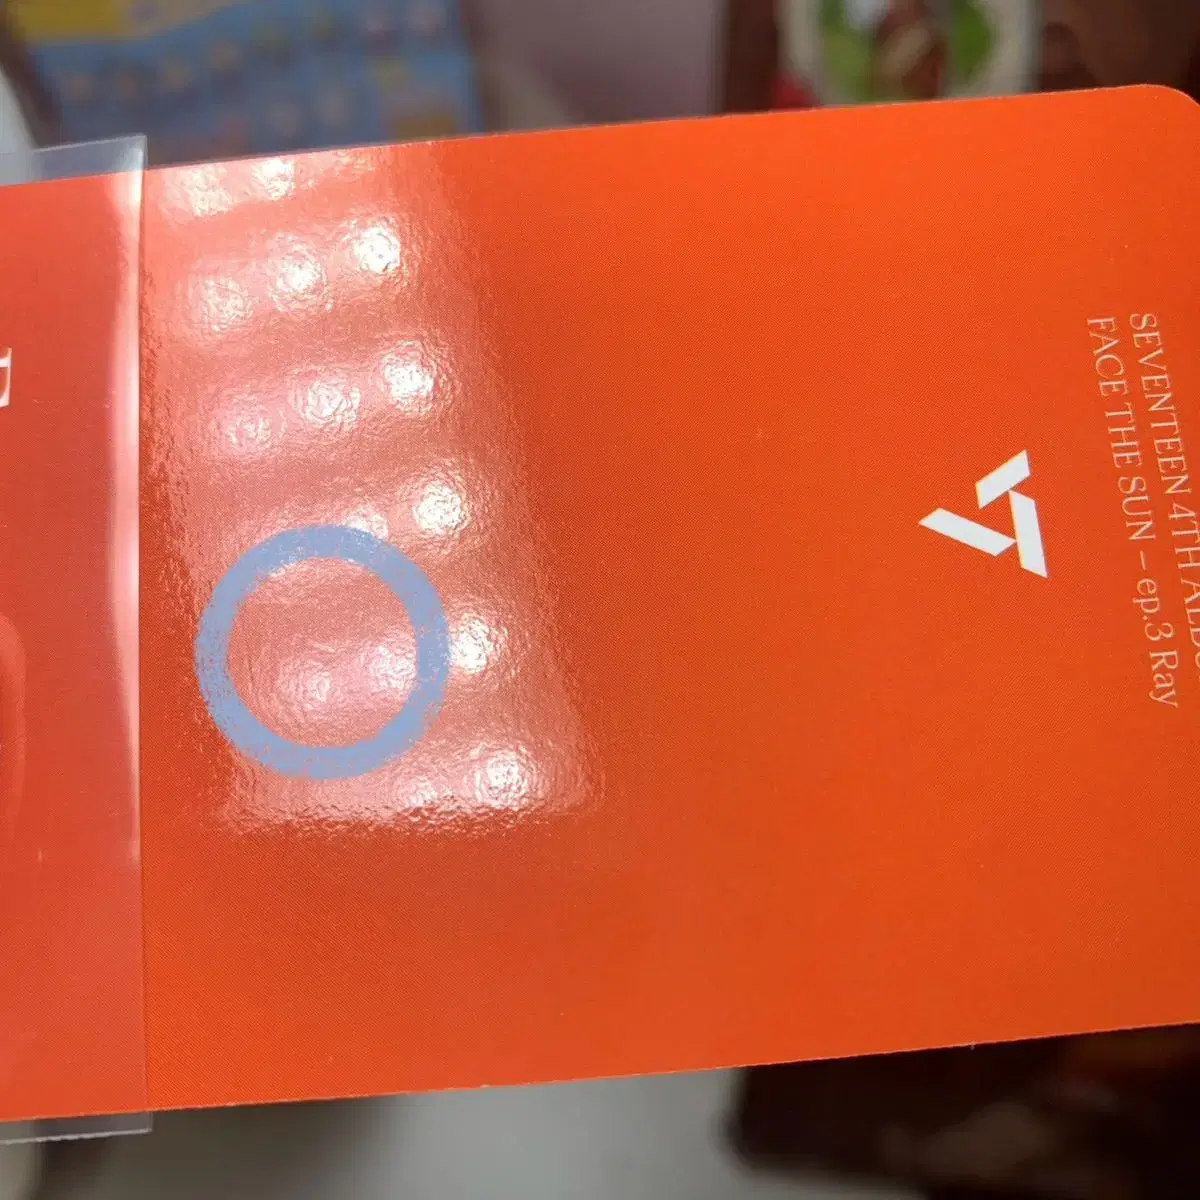 SEVENTEEN 4TH ALBU
FACE THE SUN – ep.3 Ray